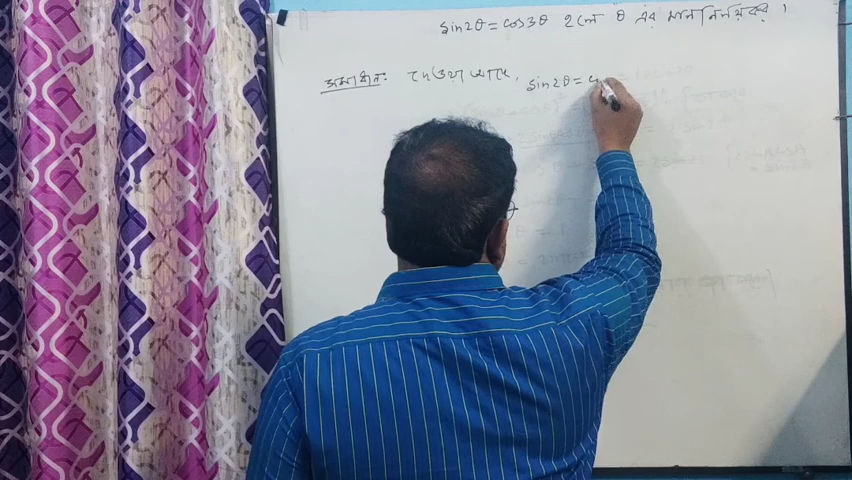 sin2θ = cos3θ হলে θ এর মান নির্ণয় কর ।
সমাধান: দেওয়া আছে, sin2θ =